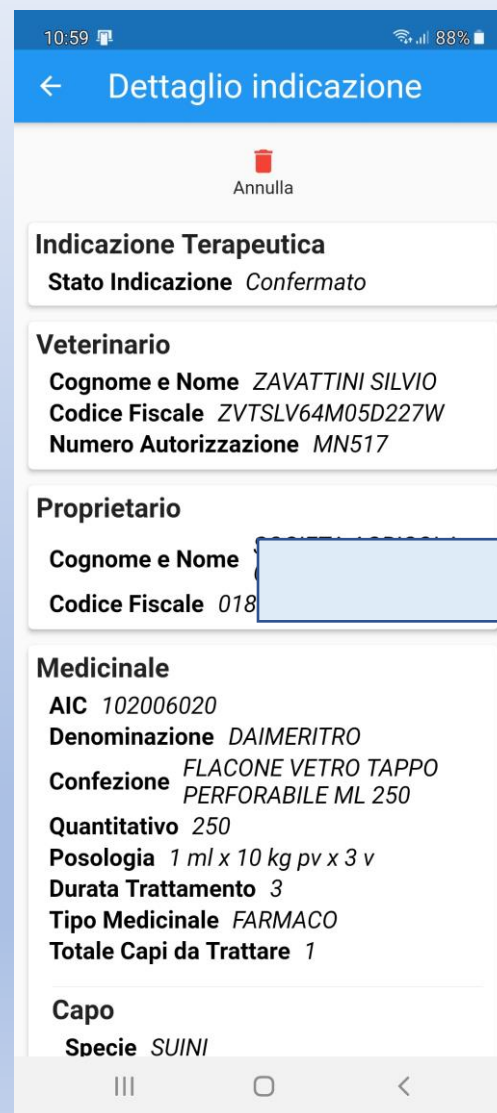 10:59 88%
Dettaglio indicazione
Annulla
Indicazione Terapeutica
Stato Indicazione Confermato
Veterinario
Cognome e Nome ZAVATTINI SILVIO
Codice Fiscale ZVTSLV64M05D227W
Numero Autorizzazione MN517
Proprietario
Cognome e Nome
Codice Fiscale 018
Medicinale
AIC 102006020
Denominazione DAIMERITRO
Confezione FLACONE VETRO TAPPO
PERFORABILE ML 250
Quantitativo 250
Posologia 1 ml x 10 kg pv x 3 v
Durata Trattamento 3
Tipo Medicinale FARMACO
Totale Capi da Trattare 1
Capo
Specie SUINI